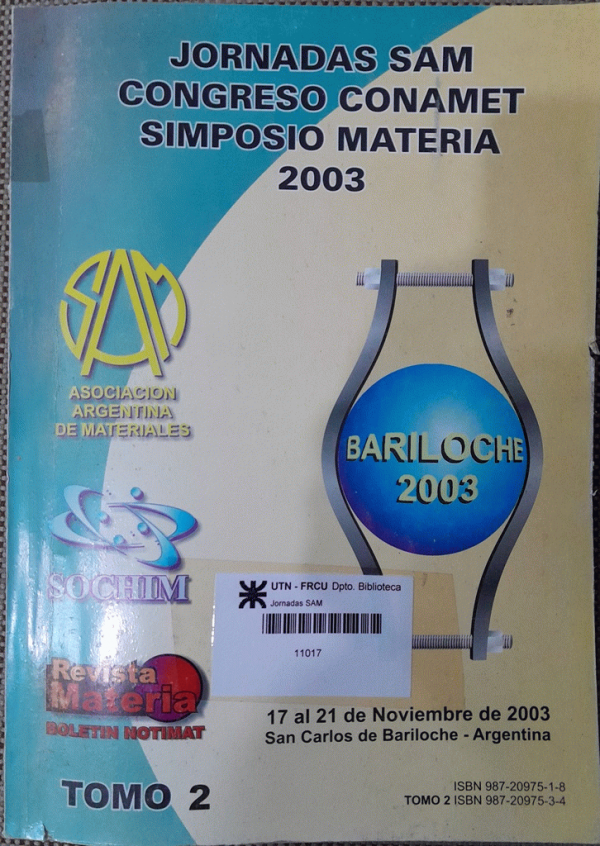 JORNADAS SAM
CONGRESO CONAMET
SIMPOSIO MATERIA
2003
SAM
ASOCIACION
ARGENTINA
DE MATERIALES
BARILOCHE
2003
SOCHIM
UTN - FRCU Dpto. Biblioteca
Jornadas SAM
11017
Revista
Materia
BOLETIN NOTIMAT
17 al 21 de Noviembre de 2003
San Carlos de Bariloche - Argentina
TOMO 2
ISBN 987-20975-1-8
TOMO 2 ISBN 987-20975-3-4